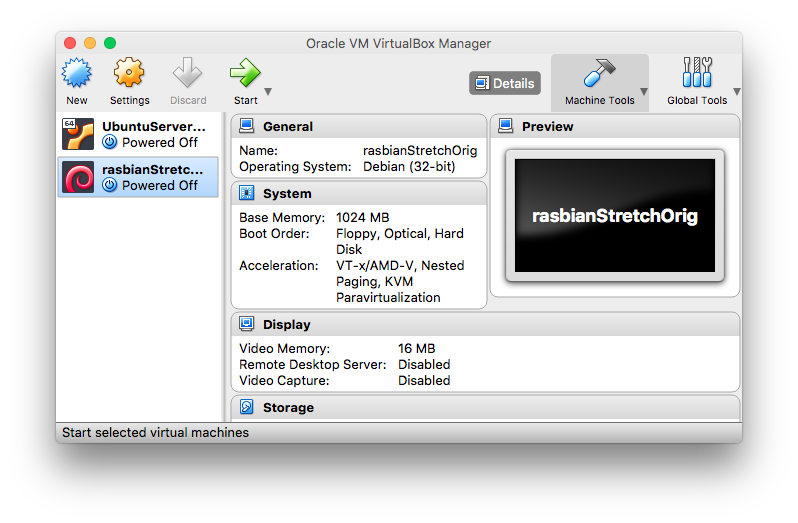 Oracle VM VirtualBox Manager
New
Settings
Discard
Start
Details
Machine Tools
Global Tools
64
UbuntuServer...
Powered Off
rasbianStretc...
Powered Off
General
Name: rasbianStretchOrig
Operating System: Debian (32-bit)
Preview
rasbianStretchOrig
System
Base Memory: 1024 MB
Boot Order: Floppy, Optical, Hard
Disk
Acceleration: VT-x/AMD-V, Nested
Paging, KVM
Paravirtualization
Display
Video Memory: 16 MB
Remote Desktop Server: Disabled
Video Capture: Disabled
Storage
Start selected virtual machines